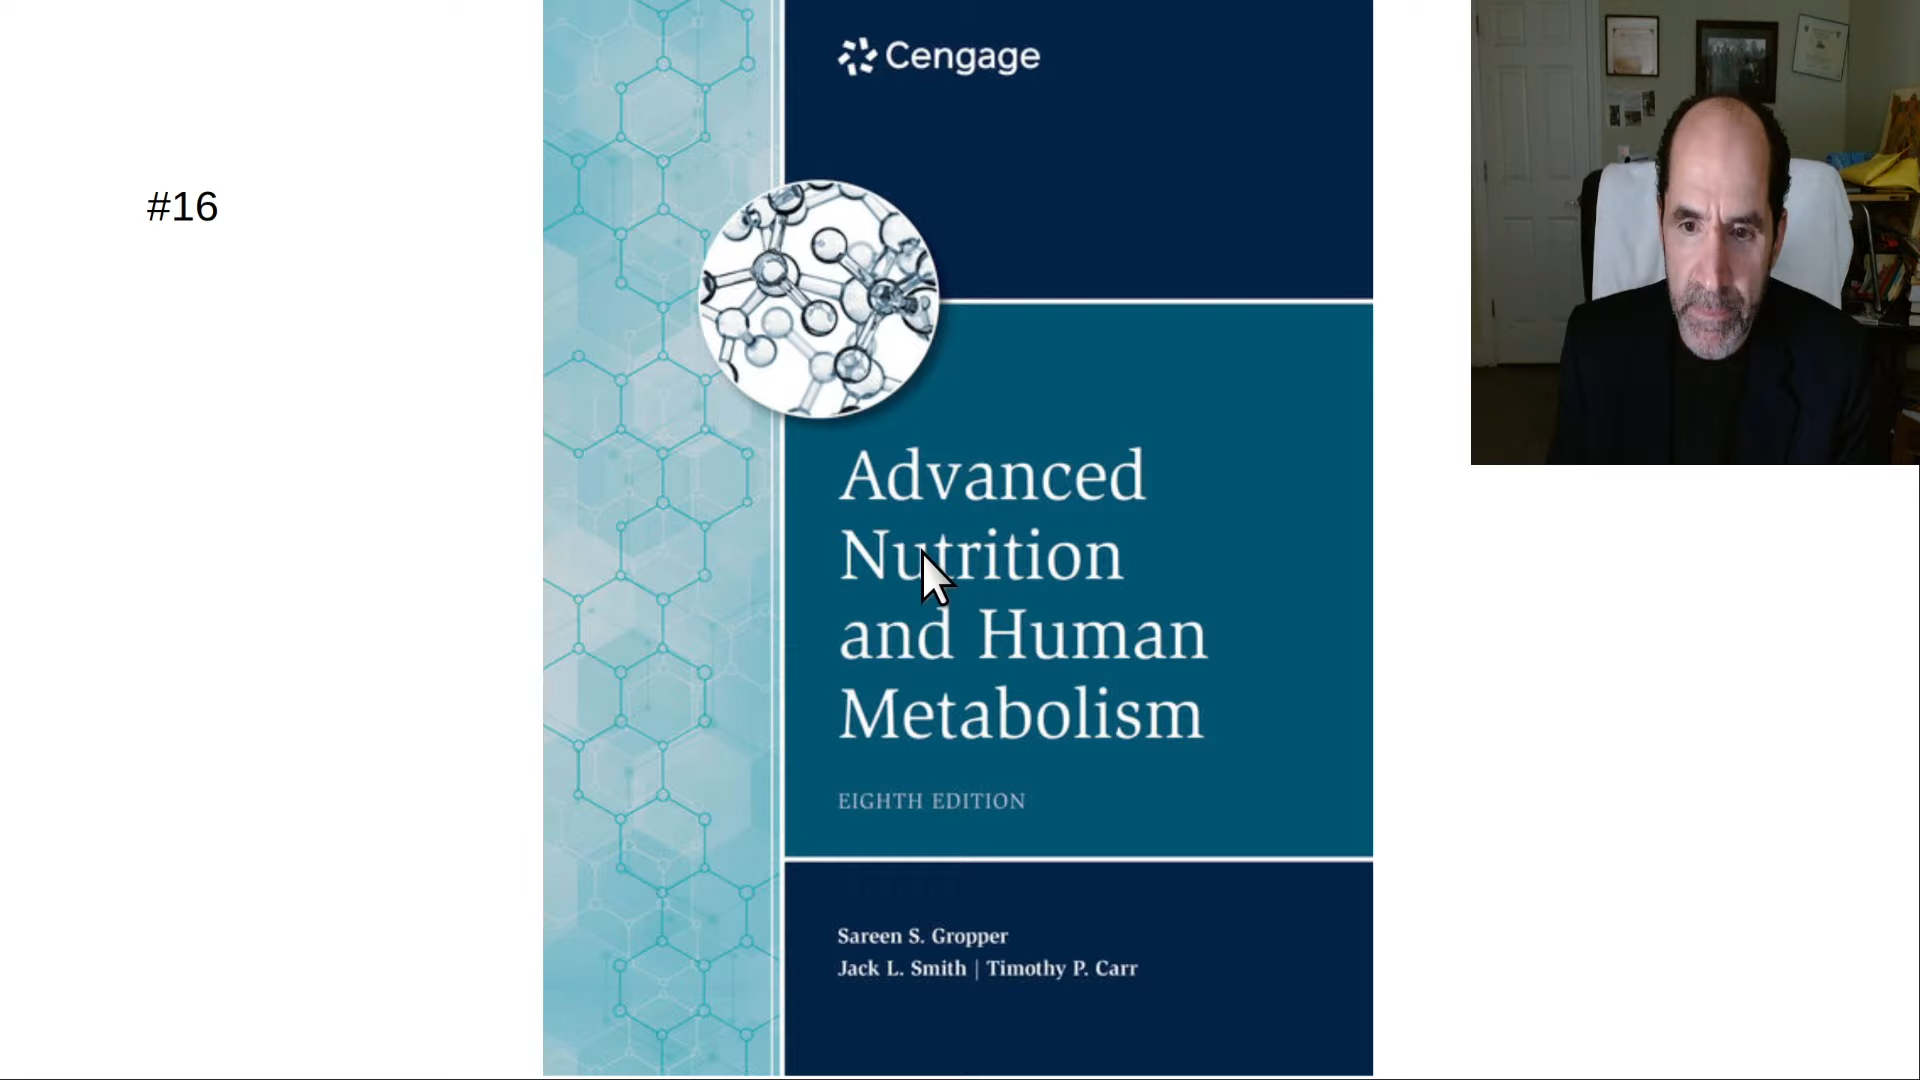 #16
Cengage
Advanced
Nutrition
and Human
Metabolism
EIGHTH EDITION
Sareen S. Gropper
Jack L. Smith | Timothy P. Carr